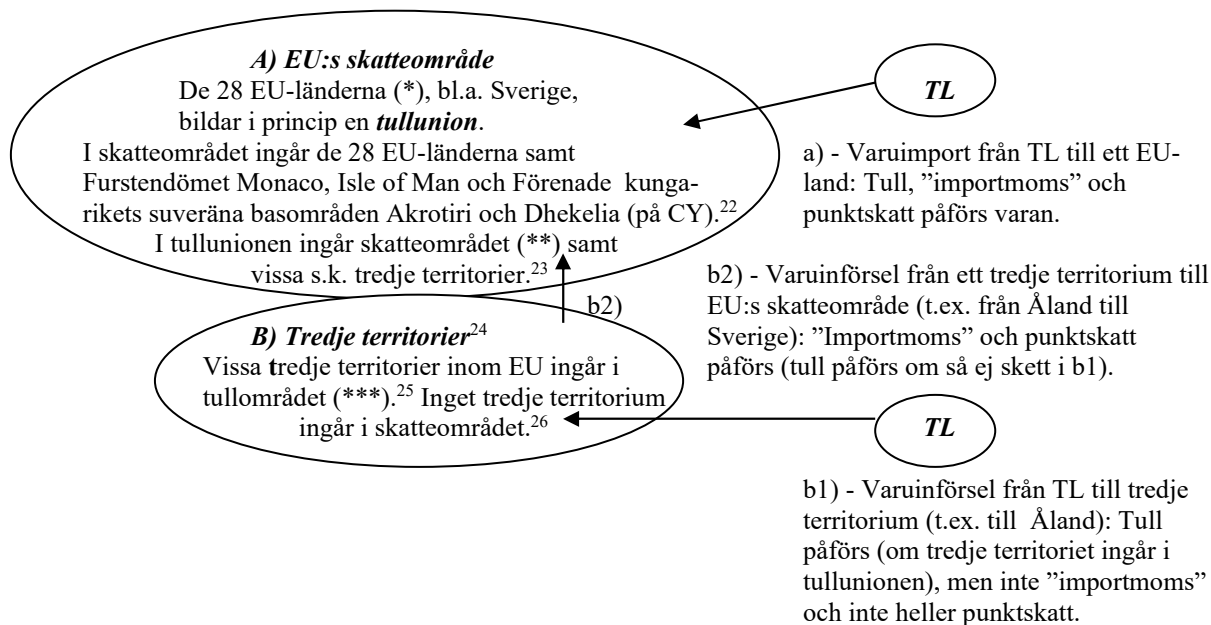 A) EU:s skatteområde
De 28 EU-länderna (*), bl.a. Sverige,
bildar i princip en tullunion.
I skatteområdet ingår de 28 EU-länderna samt
Furstendömet Monaco, Isle of Man och Förenade kunga-
rikets suveräna basområden Akrotiri och Dhekelia (på CY).22
I tullunionen ingår skatteområdet (**) samt
vissa s.k. tredje territorier.23
TL
a) - Varuimport från TL till ett EU-
land: Tull, ”importmoms” och
punktskatt påförs varan.
b2)
b2) - Varuinförsel från ett tredje territorium till
EU:s skatteområde (t.ex. från Åland till
Sverige): ”Importmoms” och punktskatt
påförs (tull påförs om så ej skett i b1).
B) Tredje territorier24
Vissa tredje territorier inom EU ingår i
tullområdet (***).25 Inget tredje territorium
ingår i skatteområdet.26
TL
b1) - Varuinförsel från TL till tredje
territorium (t.ex. till Åland): Tull
påförs (om tredje territoriet ingår i
tullunionen), men inte ”importmoms”
och inte heller punktskatt.